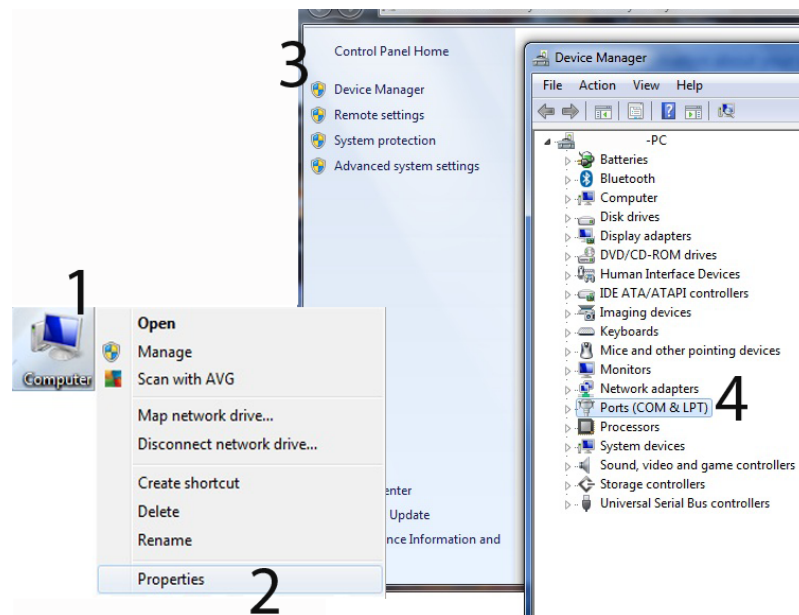 3
Control Panel Home
Device Manager
Remote settings
System protection
Advanced system settings
enter
Update
nce Information and
1
Computer
Open
Manage
Scan with AVG
Map network drive...
Disconnect network drive...
Create shortcut
Delete
Rename
Properties
2
Device Manager
File Action View Help
-PC
Batteries
Bluetooth
Computer
Disk drives
Display adapters
DVD/CD-ROM drives
Human Interface Devices
IDE ATA/ATAPI controllers
Imaging devices
Keyboards
Mice and other pointing devices
Monitors
Network adapters
Ports (COM & LPT)
4
Processors
System devices
Sound, video and game controllers
Storage controllers
Universal Serial Bus controllers